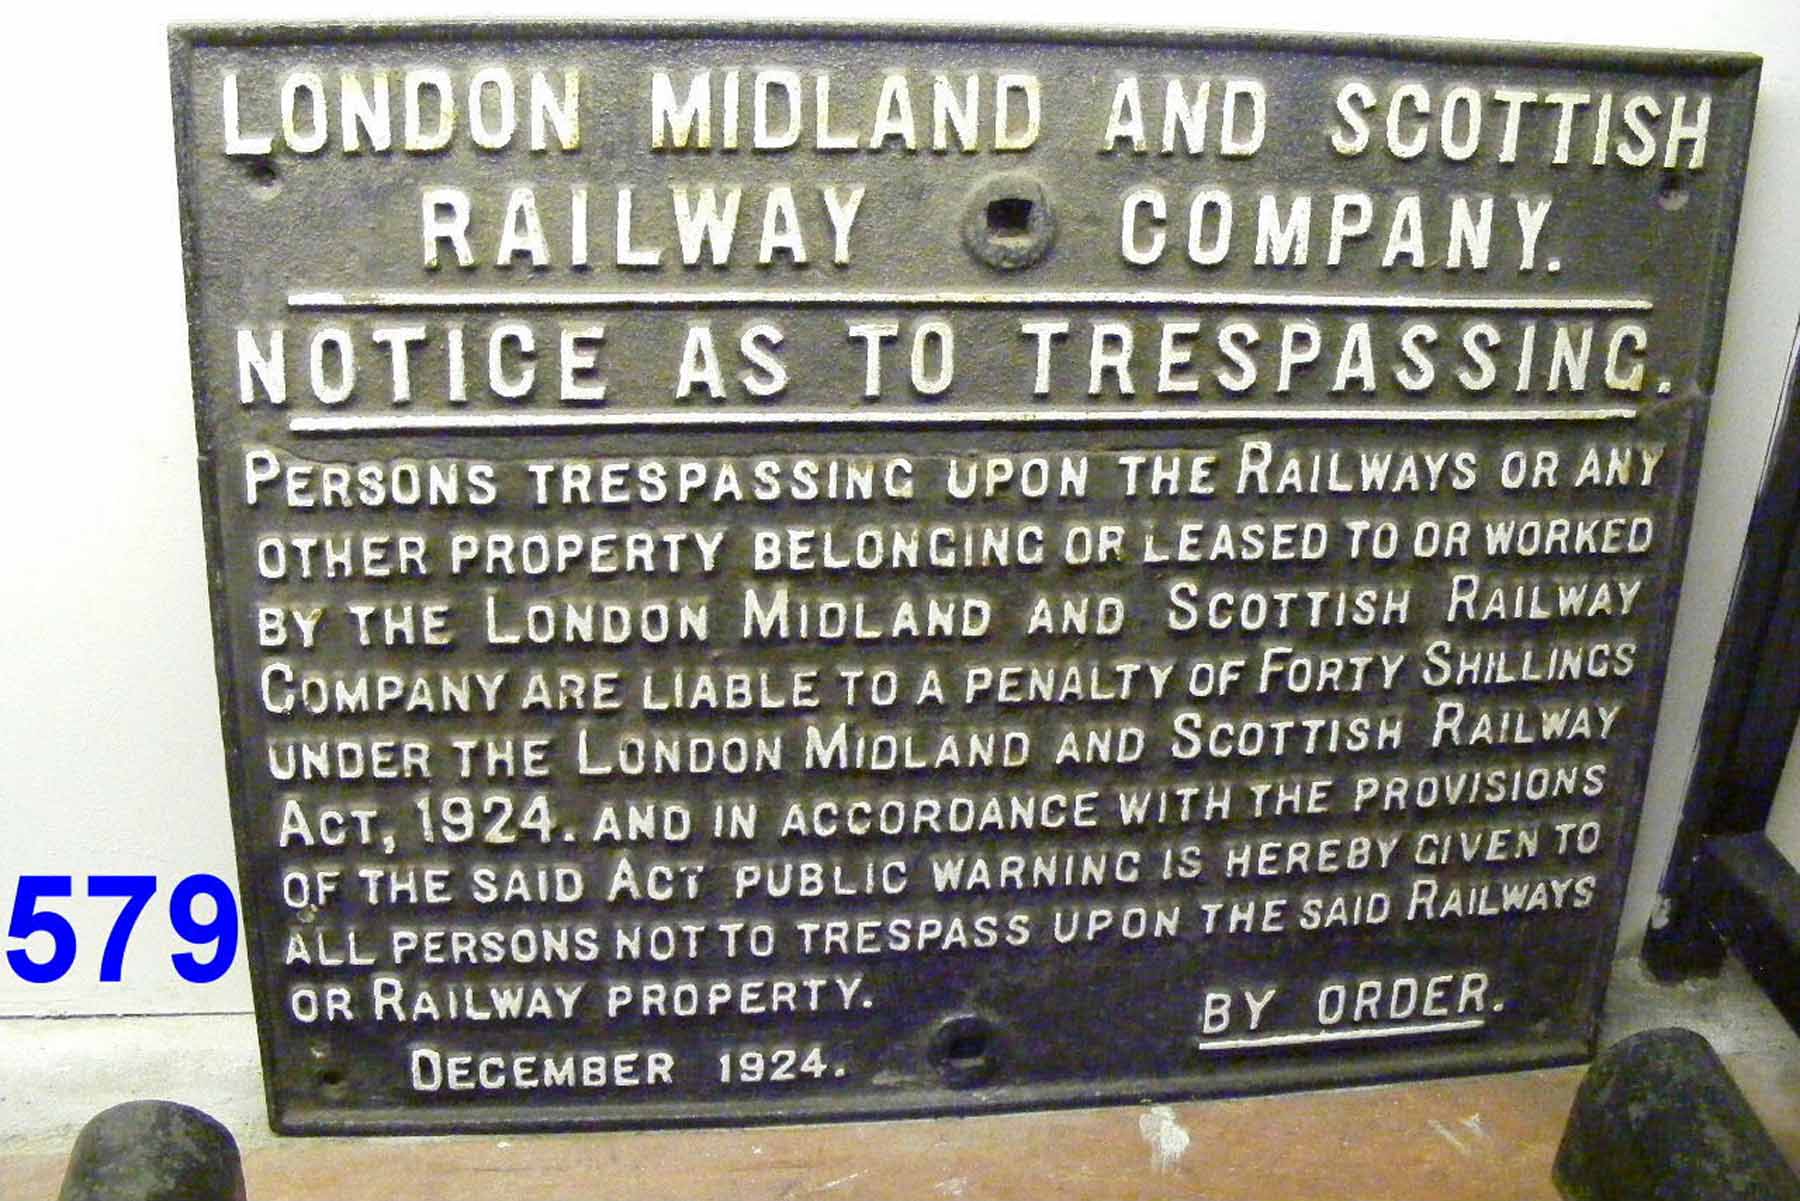 LONDON MIDLAND AND SCOTTISH
RAILWAY COMPANY.
NOTICE AS TO TRESPASSING.
PERSONS TRESPASSING UPON THE RAILWAYS OR ANY
OTHER PROPERTY BELONGING OR LEASED TO OR WORKED
BY THE LONDON MIDLAND AND SCOTTISH RAILWAY
COMPANY ARE LIABLE TO A PENALTY OF FORTY SHILLINGS
UNDER THE LONDON MIDLAND AND SCOTTISH RAILWAY
ACT, 1924. AND IN ACCORDANCE WITH THE PROVISIONS
OF THE SAID ACT PUBLIC WARNING IS HEREBY GIVEN TO
ALL PERSONS NOT TO TRESPASS UPON THE SAID RAILWAYS
OR RAILWAY PROPERTY.
BY ORDER.
DECEMBER 1924.
579